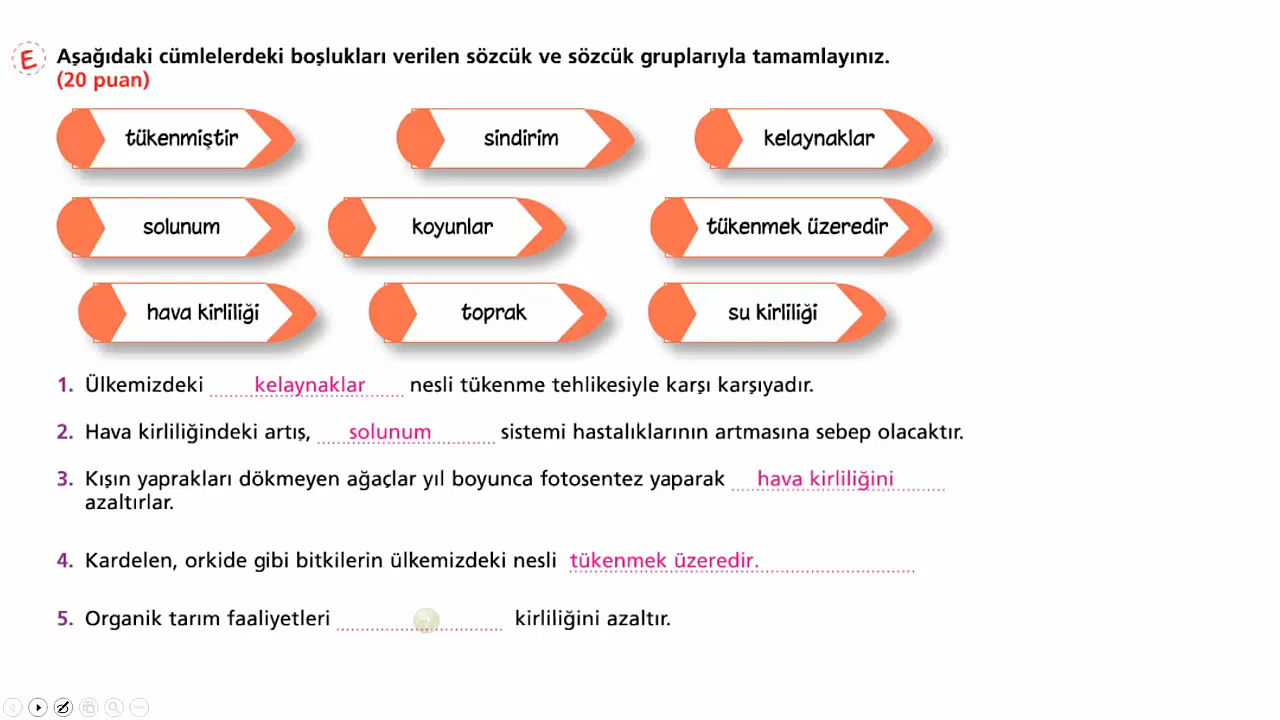 E Aşağıdaki cümlelerdeki boşlukları verilen sözcük ve sözcük gruplarıyla tamamlayınız.
(20 puan)
tükenmiştir sindirim kelaynaklar
solunum koyunlar tükenmek üzeredir
hava kirliliği toprak su kirliliği
1. Ülkemizdeki kelaynaklar nesli tükenme tehlikesiyle karşı karşıyadır.
2. Hava kirliliğindeki artış, solunum sistemi hastalıklarının artmasına sebep olacaktır.
3. Kışın yaprakları dökmeyen ağaçlar yıl boyunca fotosentez yaparak hava kirliliğini
azaltırlar.
4. Kardelen, orkide gibi bitkilerin ülkemizdeki nesli tükenmek üzeredir.
5. Organik tarım faaliyetleri kirliliğini azaltır.